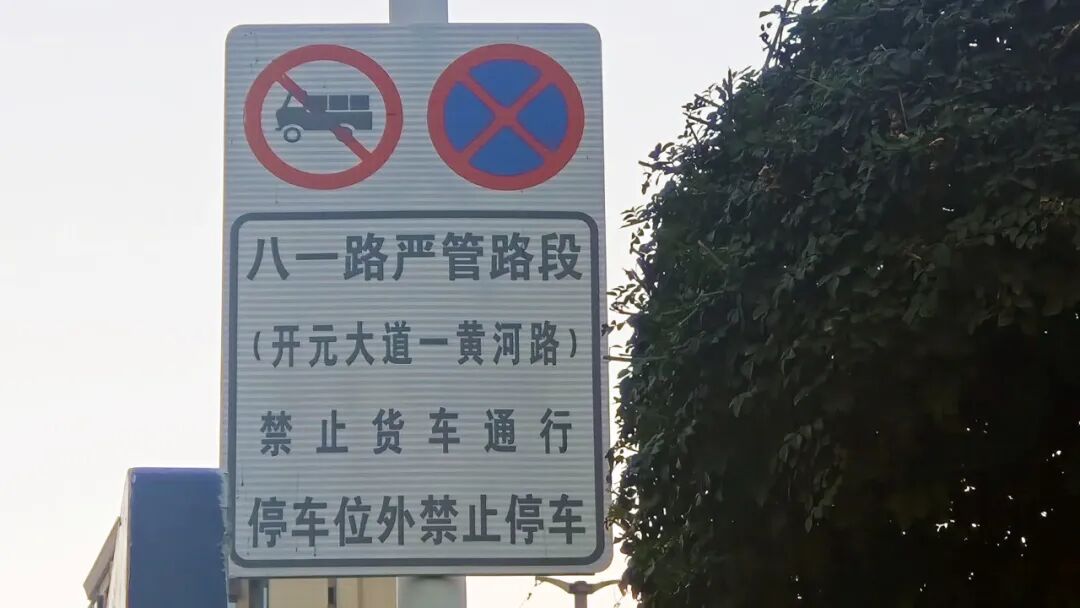 八一路严管路段
（开元大道一黄河路）
禁止货车通行
停车位外禁止停车